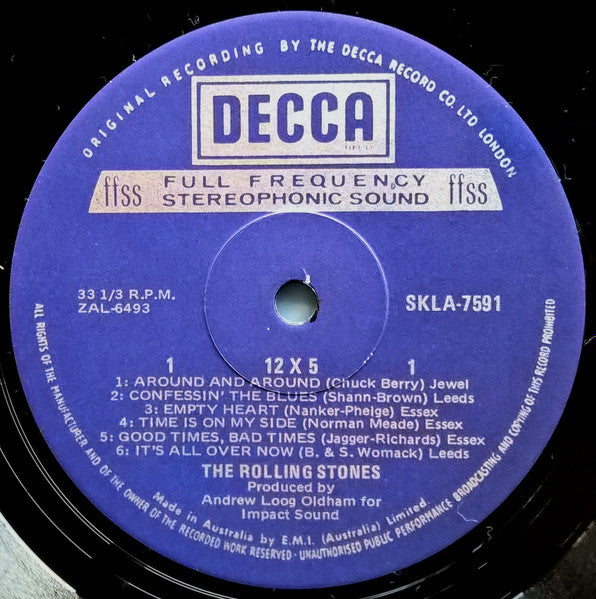 ORIGINAL RECORDING BY THE DECCA RECORD CO. LTD LONDON
DECCA
ffss FULL FREQUENCY ffss
STEREOPHONIC SOUND
33 1/3 R.P.M.
ZAL-6493
SKLA-7591
1 12 X 5 1
1: AROUND AND AROUND (Chuck Berry) Jewel
2: CONFESSIN' THE BLUES (Shann-Brown) Leeds
3: EMPTY HEART (Nanker-Phelge) Essex
4: TIME IS ON MY SIDE (Norman Meade) Essex
5: GOOD TIMES, BAD TIMES (Jagger-Richards) Essex
6: IT'S ALL OVER NOW (B. & S. Womack) Leeds
THE ROLLING STONES
Produced by
Andrew Loog Oldham for
Impact Sound
Made in Australia by E.M.I. (Australia) Limited
ALL RIGHTS OF THE MANUFACTURER AND OF THE OWNER OF THE RECORDED WORK RESERVED · UNAUTHORISED PUBLIC PERFORMANCE BROADCASTING AND COPYING OF THIS RECORD PROHIBITED